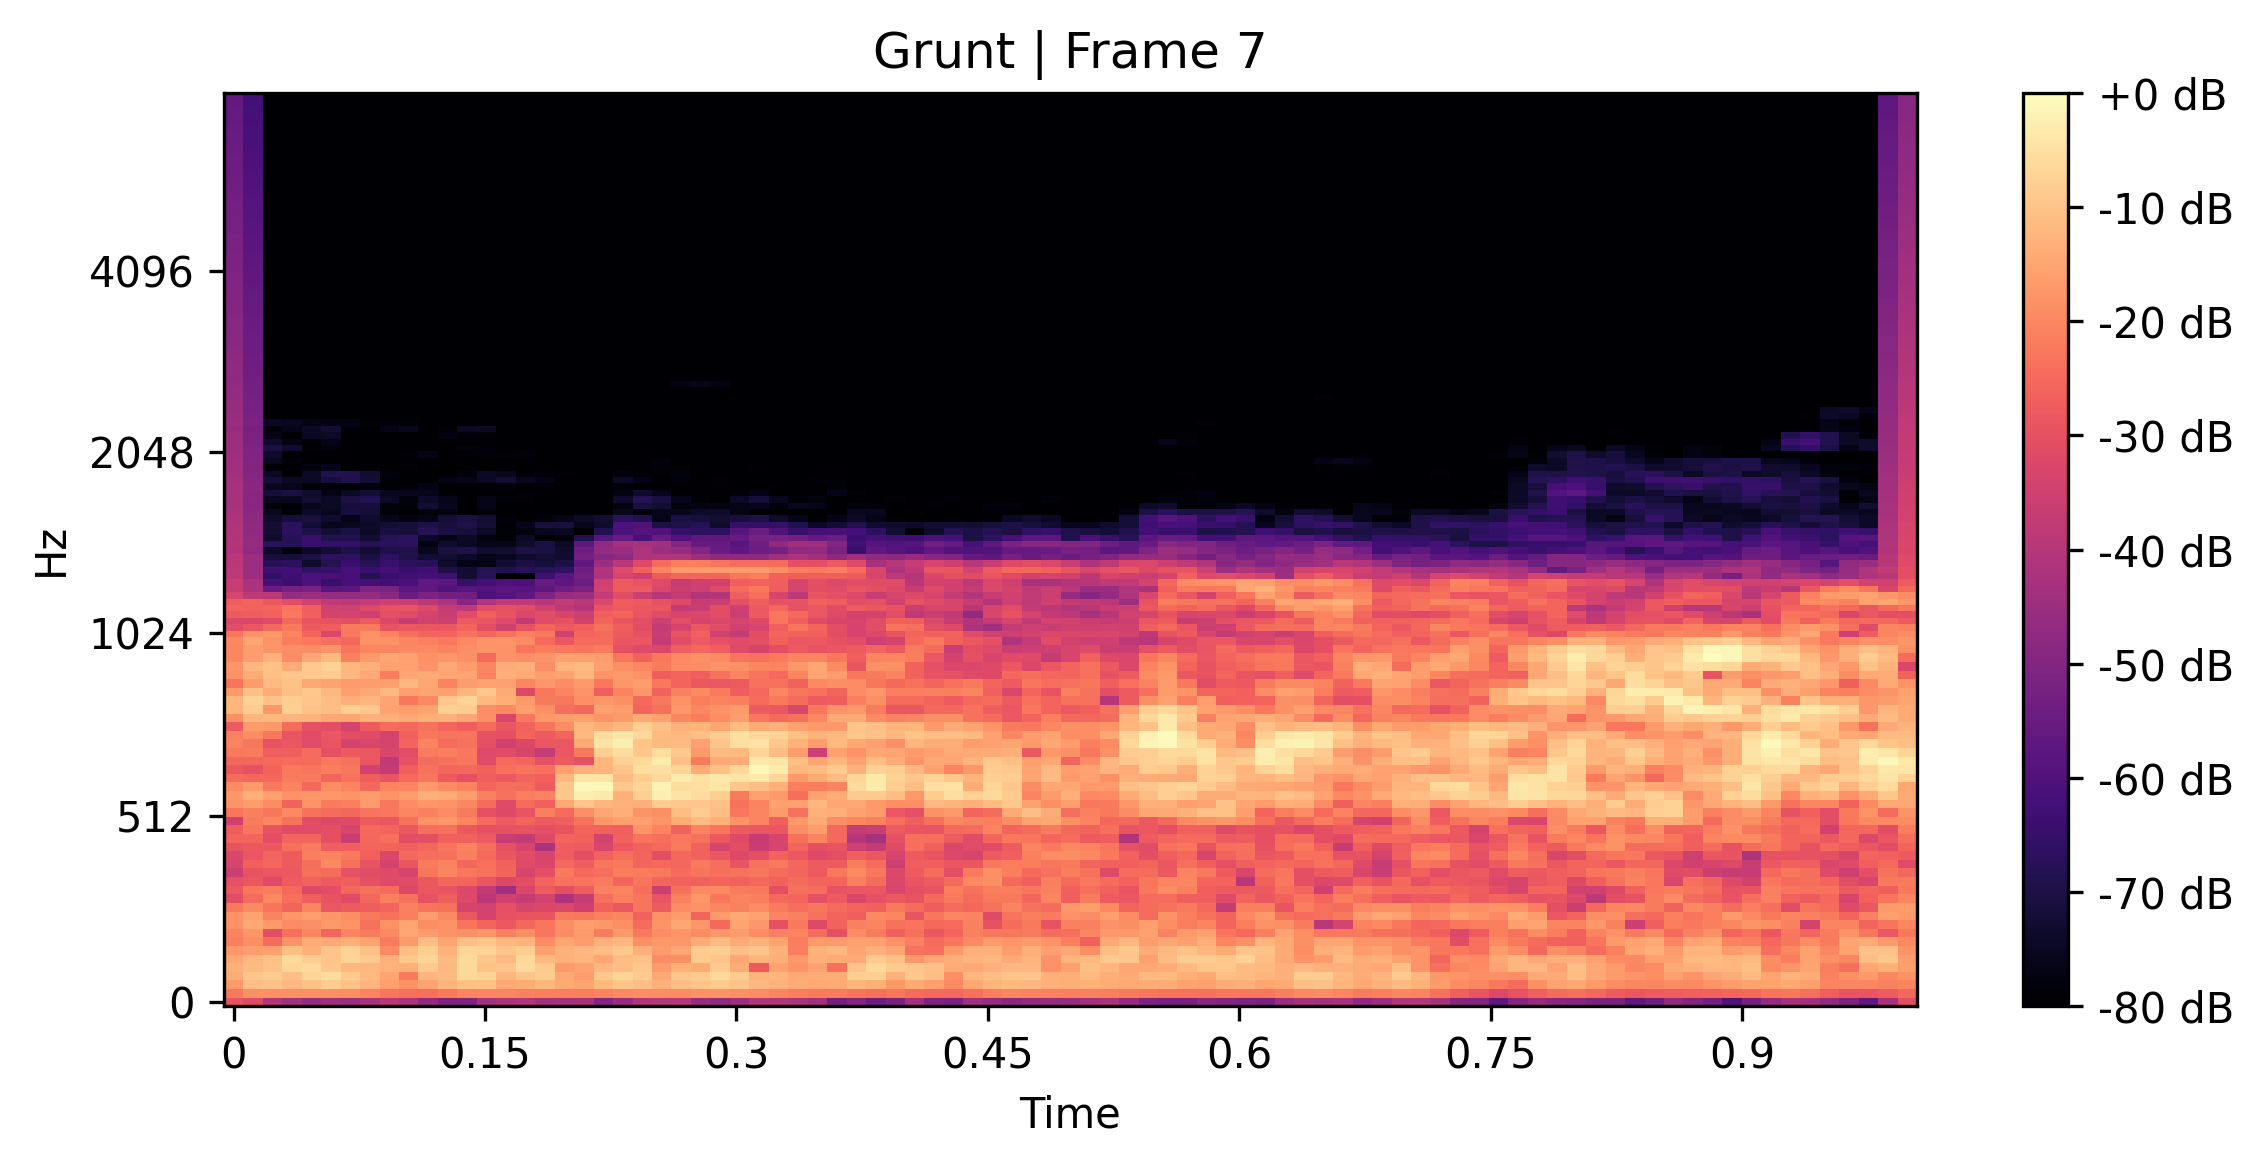 Grunt | Frame 7
+0 dB
-10 dB
-20 dB
-30 dB
-40 dB
-50 dB
-60 dB
-70 dB
-80 dB
Hz
4096
2048
1024
512
0
0 0.15 0.3 0.45 0.6 0.75 0.9
Time